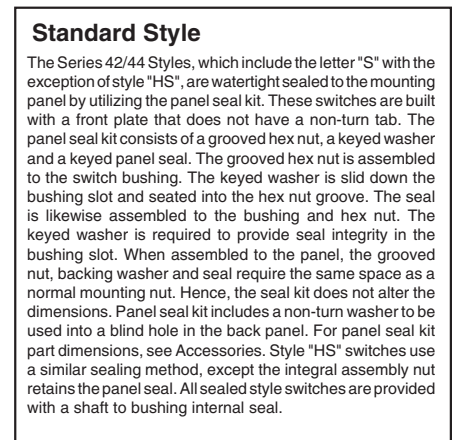 Standard Style
The Series 42/44 Styles, which include the letter "S" with the
exception of style "HS", are watertight sealed to the mounting
panel by utilizing the panel seal kit. These switches are built
with a front plate that does not have a non-turn tab. The
panel seal kit consists of a grooved hex nut, a keyed washer
and a keyed panel seal. The grooved hex nut is assembled
to the switch bushing. The keyed washer is slid down the
bushing slot and seated into the hex nut groove. The seal
is likewise assembled to the bushing and hex nut. The
keyed washer is required to provide seal integrity in the
bushing slot. When assembled to the panel, the grooved
nut, backing washer and seal require the same space as a
normal mounting nut. Hence, the seal kit does not alter the
dimensions. Panel seal kit includes a non-turn washer to be
used into a blind hole in the back panel. For panel seal kit
part dimensions, see Accessories. Style "HS" switches use
a similar sealing method, except the integral assembly nut
retains the panel seal. All sealed style switches are provided
with a shaft to bushing internal seal.